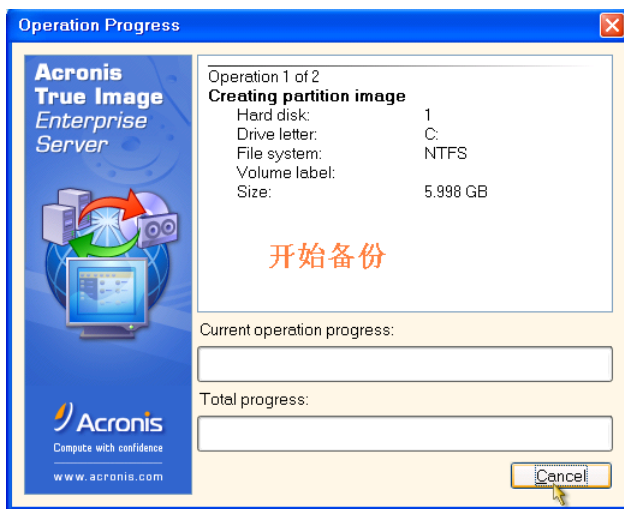 Operation Progress
Acronis
True Image
Enterprise
Server
Operation 1 of 2
Creating partition image
Hard disk: 1
Drive letter: C:
File system: NTFS
Volume label:
Size: 5.998 GB
开始备份
Current operation progress:
Total progress:
Acronis
Compute with confidence
www.acronis.com
Cancel